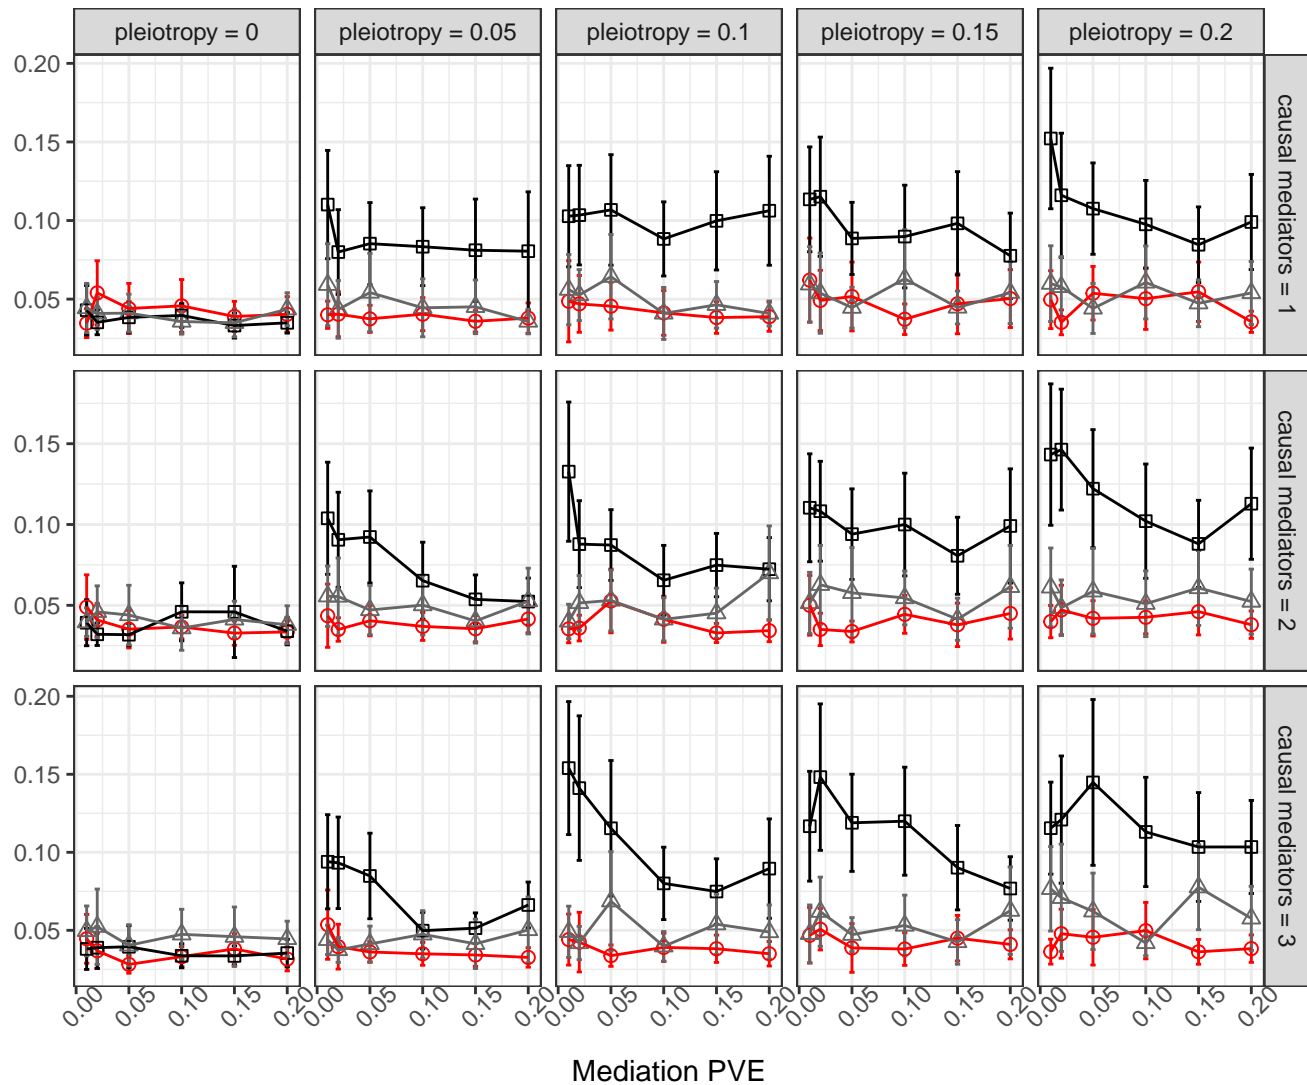 pleiotropy = 0
pleiotropy = 0.05
pleiotropy = 0.1
pleiotropy = 0.15
pleiotropy = 0.2
0.20
0.15
0.10
0.05
causal mediators = 1
0.15
0.10
0.05
causal mediators = 2
0.20
0.15
0.10
0.05
causal mediators = 3
0.00 0.05 0.10 0.15 0.20 0.00 0.05 0.10 0.15 0.20 0.00 0.05 0.10 0.15 0.20 0.00 0.05 0.10 0.15 0.20 0.00 0.05 0.10 0.15 0.20
Mediation PVE